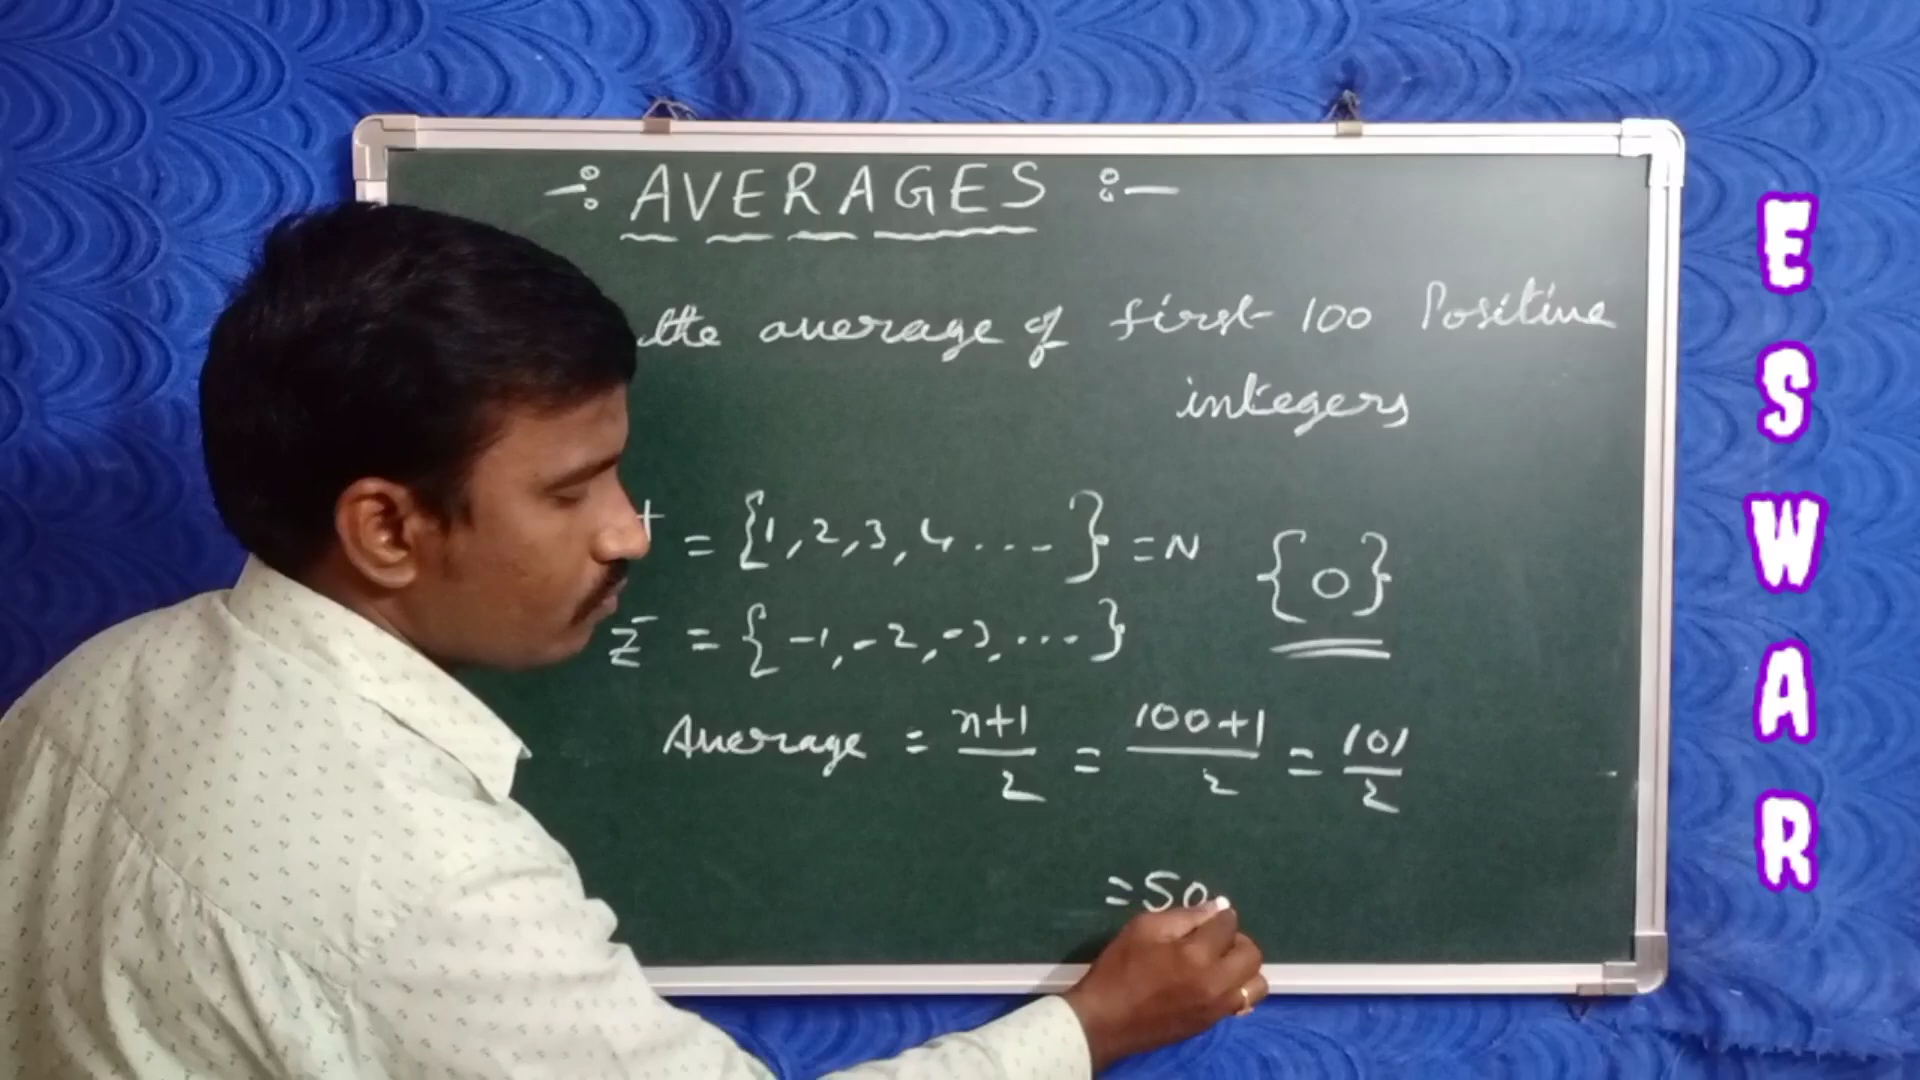 -: AVERAGES :-
the average of first 100 Positive
integers
+ = {1, 2, 3, 4 . . . - } = N {0}
Z⁻ = {-1, -2, -3, ... }
Average = n+1/2 = 100+1/2 = 101/2
= 50.
E
S
W
A
R